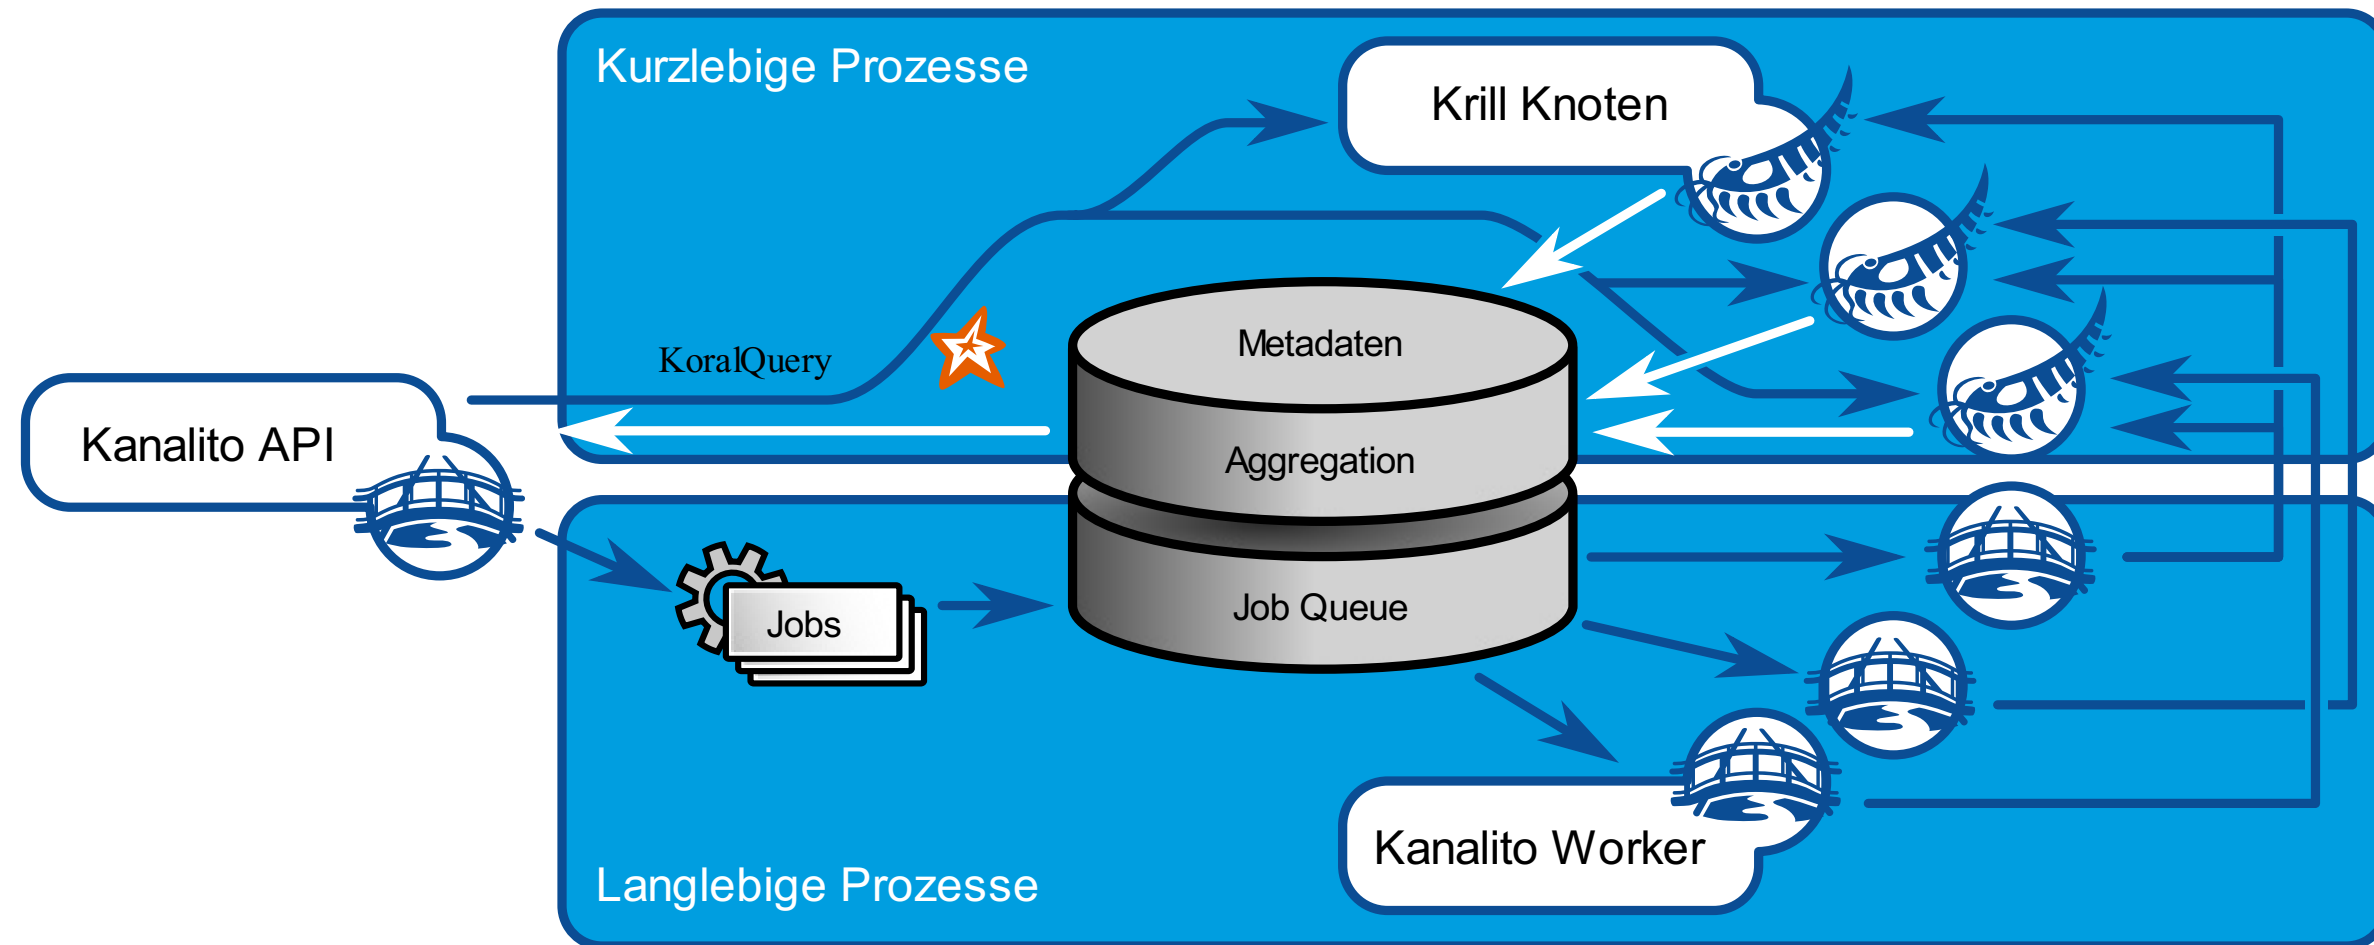 Kurzlebige Prozesse
Krill Knoten
KoralQuery
Metadaten
Kanalito API
Aggregation
Jobs
Job Queue
Kanalito Worker
Langlebige Prozesse